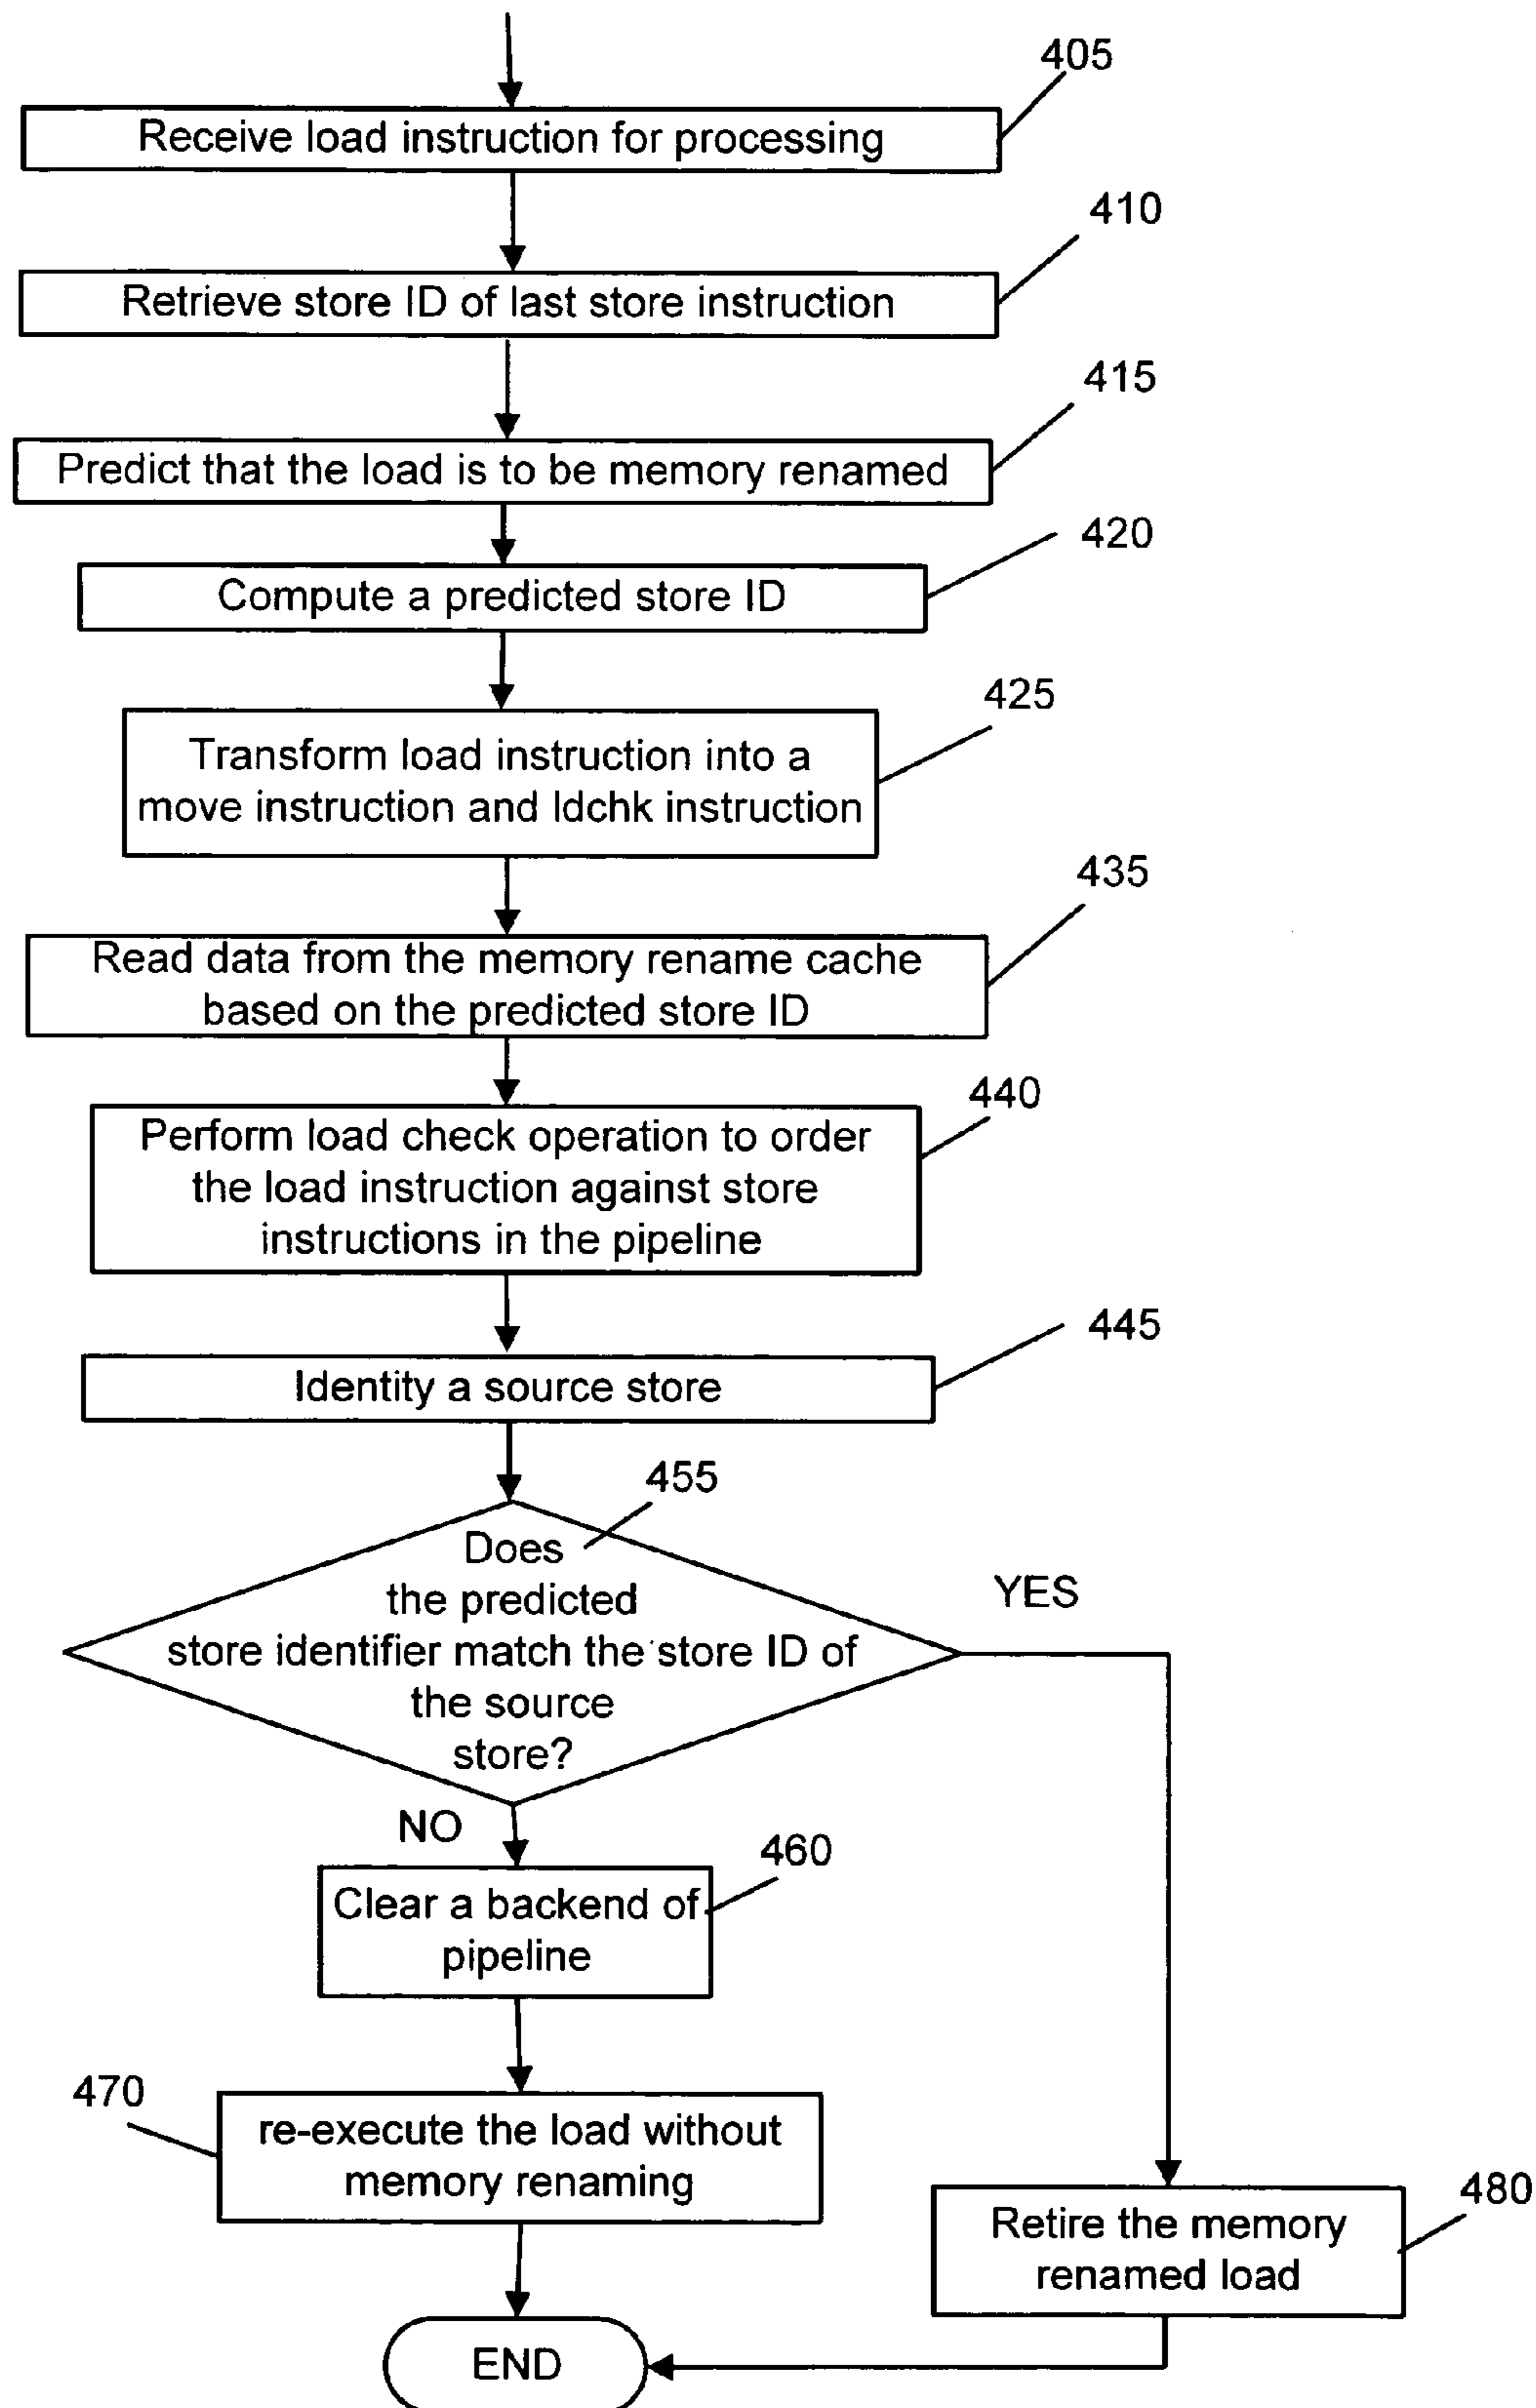 405
Receive load instruction for processing
410
Retrieve store ID of last store instruction
415
Predict that the load is to be memory renamed
420
Compute a predicted store ID
425
Transform load instruction into a
move instruction and ldchk instruction
435
Read data from the memory rename cache
based on the predicted store ID
440
Perform load check operation to order
the load instruction against store
instructions in the pipeline
445
Identity a source store
455
Does
the predicted
store identifier match the store ID of
the source
store?
YES
NO
460
Clear a backend of
pipeline
470
re-execute the load without
memory renaming
480
Retire the memory
renamed load
END